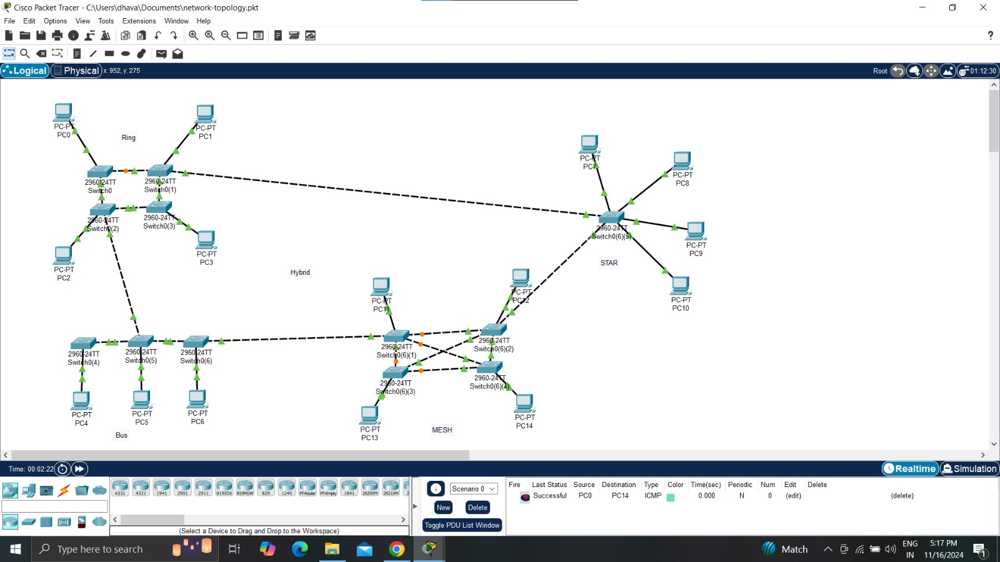 Cisco Packet Tracer - C:\Users\dhava\Documents\network-topology.pkt
File Edit Options View Tools Extensions Window Help
?
Logical Physical x: 952, y: 275 Root 01:12:30
PC-PT
PC0
PC-PT
PC1
Ring
2960-24TT
Switch0
2960-24TT
Switch0(1)
2960-24TT
Switch0(2)
2960-24TT
Switch0(3)
PC-PT
PC2
PC-PT
PC3
PC-PT
PC7
PC-PT
PC8
2960-24TT
Switch0(6)(5)
PC-PT
PC9
STAR
PC-PT
PC10
Hybrid
PC-PT
PC11
PC-PT
PC12
2960-24TT
Switch0(4)
2960-24TT
Switch0(5)
2960-24TT
Switch0(6)
2960-24TT
Switch0(6)(1)
2960-24TT
Switch0(6)(2)
2960-24TT
Switch0(6)(3)
2960-24TT
Switch0(6)(4)
PC-PT
PC4
PC-PT
PC5
PC-PT
PC6
Bus
PC-PT
PC13
MESH
PC-PT
PC14
Time: 00:02:22 Realtime Simulation
4331 4321 1941 2901 2911 819IOX 819HGW 829 1240 PT-Router PT-Empty 1841 2620XM 2621XM 2
(Select a Device to Drag and Drop to the Workspace)
Scenario 0
New Delete
Toggle PDU List Window
Fire Last Status Source Destination Type Color Time(sec) Periodic Num Edit Delete
Successful PC0 PC14 ICMP 0.000 N 0 (edit) (delete)
Type here to search
Match
ENG
IN
5:17 PM
11/16/2024
1